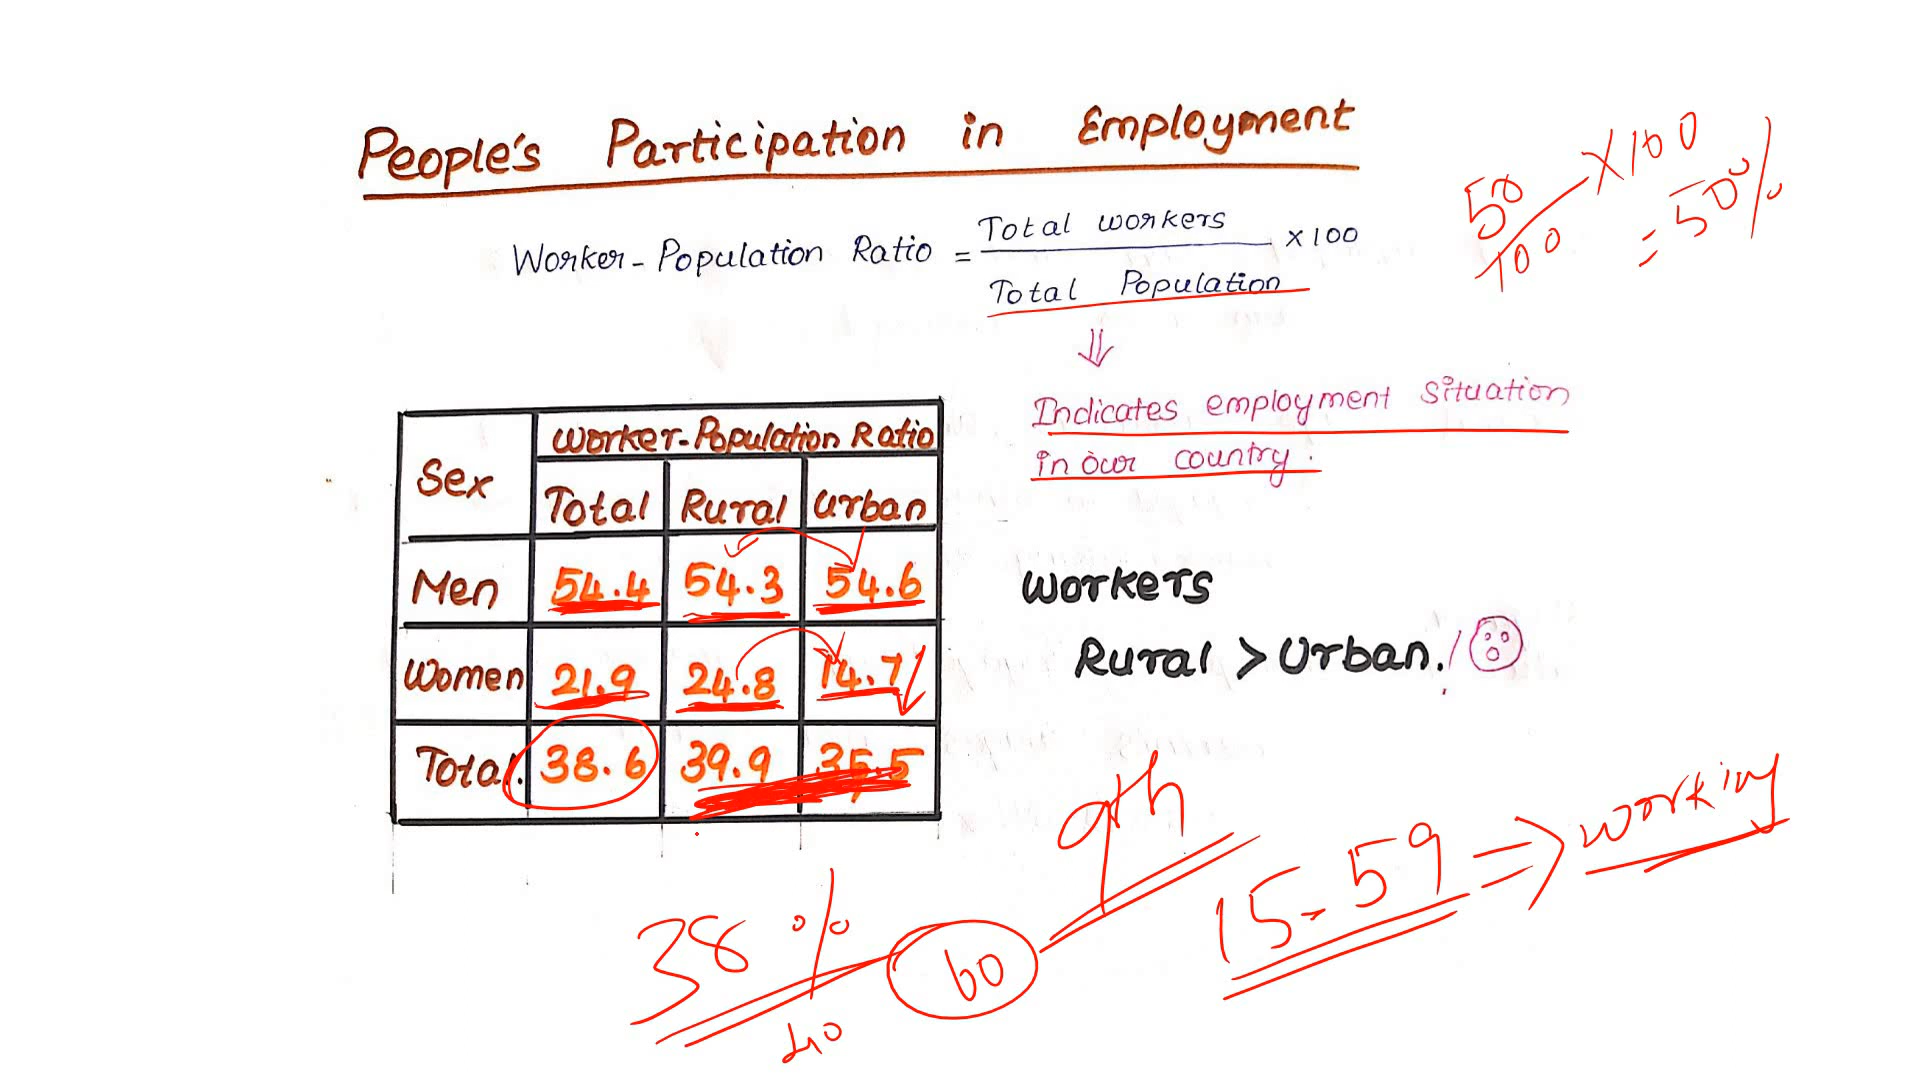 People's Participation in Employment
Worker-Population Ratio = Total workers / Total Population × 100
50/100 × 100
= 50%
⇓
Indicates employment situation
in our country.
Sex
Worker-Population Ratio
Total Rural Urban
Men 54.4 54.3 54.6
Women 21.9 24.8 14.7
Total 38.6 39.9 35.5
Workers
Rural > Urban.
9th
15-59 ⇒ working
38%
60
40